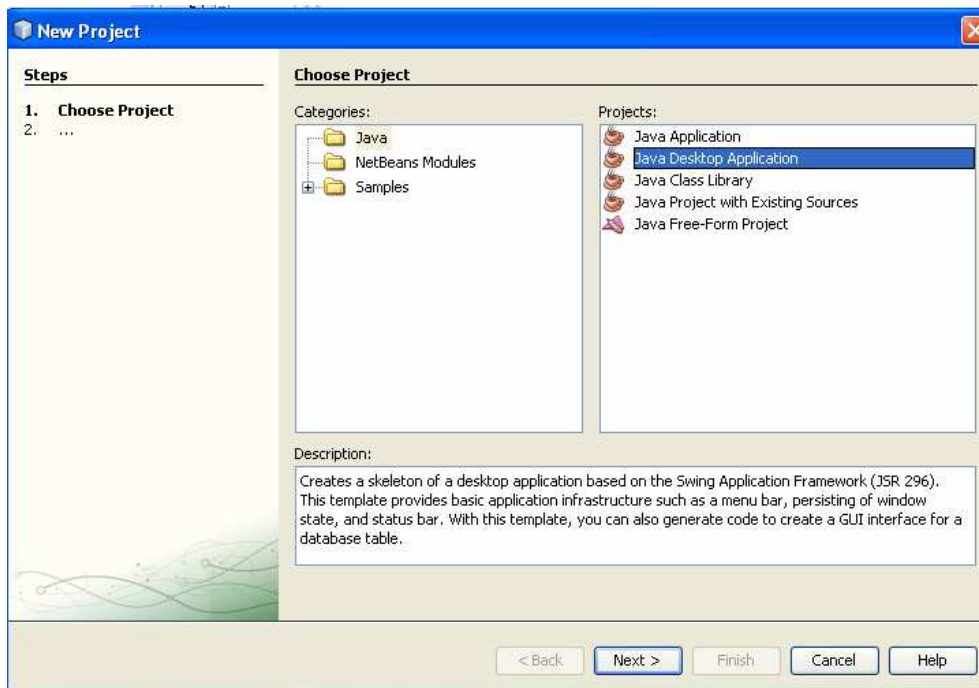 New Project
Steps
1. Choose Project
2. ...
Choose Project
Categories:
Java
NetBeans Modules
Samples
Projects:
Java Application
Java Desktop Application
Java Class Library
Java Project with Existing Sources
Java Free-Form Project
Description:
Creates a skeleton of a desktop application based on the Swing Application Framework (JSR 296).
This template provides basic application infrastructure such as a menu bar, persisting of window
state, and status bar. With this template, you can also generate code to create a GUI interface for a
database table.
< Back
Next >
Finish
Cancel
Help